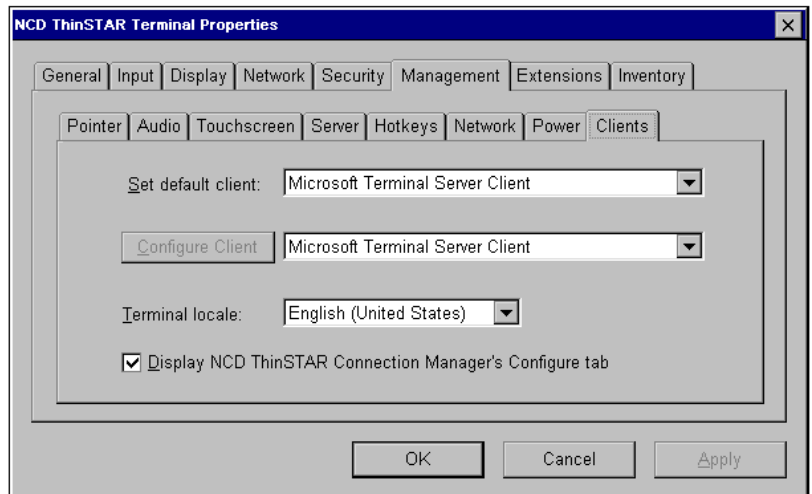 NCD ThinSTAR Terminal Properties
General Input Display Network Security Management Extensions Inventory
Pointer Audio Touchscreen Server Hotkeys Network Power Clients
Set default client: Microsoft Terminal Server Client
Configure Client Microsoft Terminal Server Client
Terminal locale: English (United States)
Display NCD ThinSTAR Connection Manager's Configure tab
OK Cancel Apply